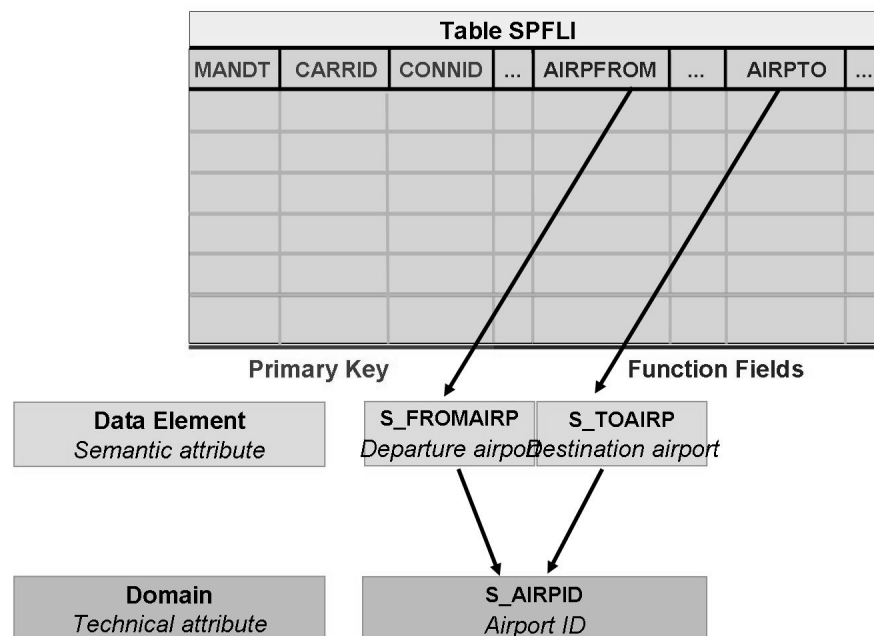 Table SPFLI
MANDT CARRID CONNID ... AIRPFROM ... AIRPTO ...
Primary Key Function Fields
Data Element S_FROMAIRP S_TOAIRP
Semantic attribute Departure airport Destination airport
Domain S_AIRPID
Technical attribute Airport ID